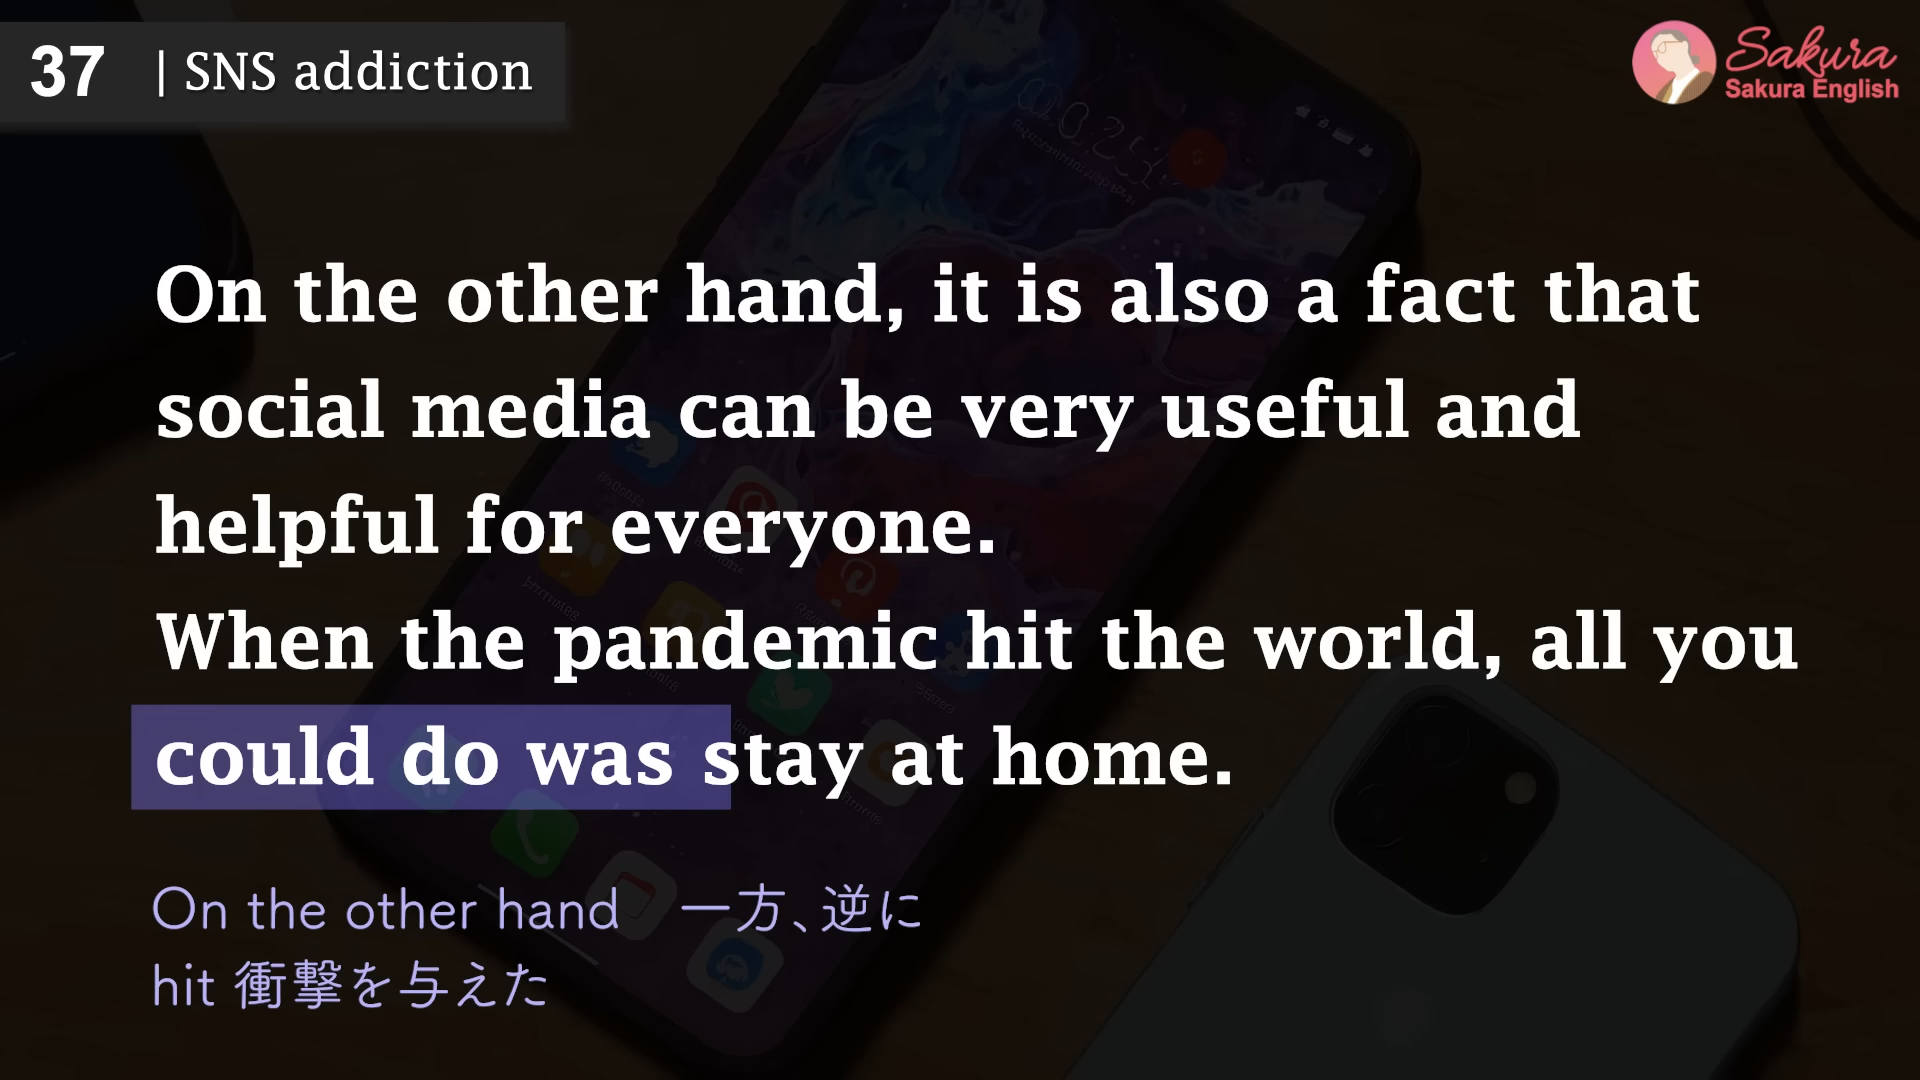 37 | SNS addiction
Sakura
Sakura English
On the other hand, it is also a fact that
social media can be very useful and
helpful for everyone.
When the pandemic hit the world, all you
could do was stay at home.
On the other hand 一方、逆に
hit 衝撃を与えた